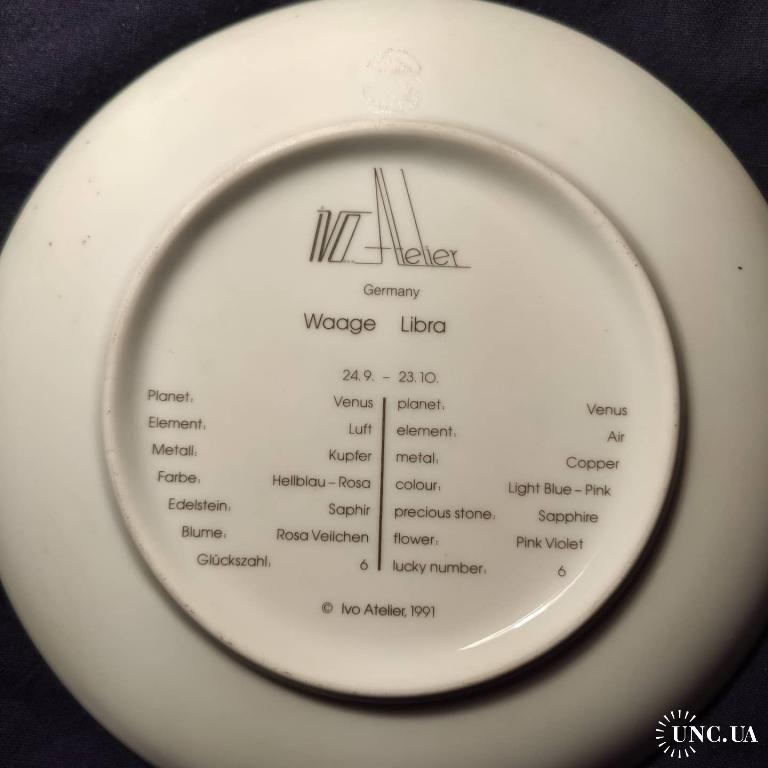 ivo Atelier
Germany
Waage Libra
24.9. - 23.10.
Planet: Venus planet: Venus
Element: Luft element: Air
Metall: Kupfer metal: Copper
Farbe: Hellblau - Rosa colour: Light Blue - Pink
Edelstein: Saphir precious stone: Sapphire
Blume: Rosa Veilchen flower: Pink Violet
Glückszahl: 6 lucky number: 6
© Ivo Atelier, 1991
UNC.UA